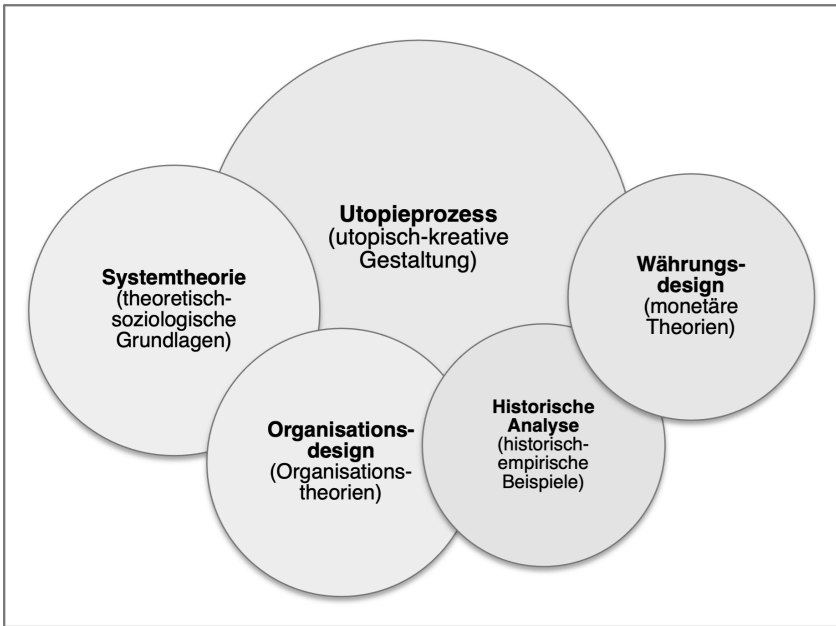 Utopieprozess
(utopisch-kreative
Gestaltung)
Systemtheorie
(theoretisch-
soziologische
Grundlagen)
Währungs-
design
(monetäre
Theorien)
Organisations-
design
(Organisations-
theorien)
Historische
Analyse
(historisch-
empirische
Beispiele)